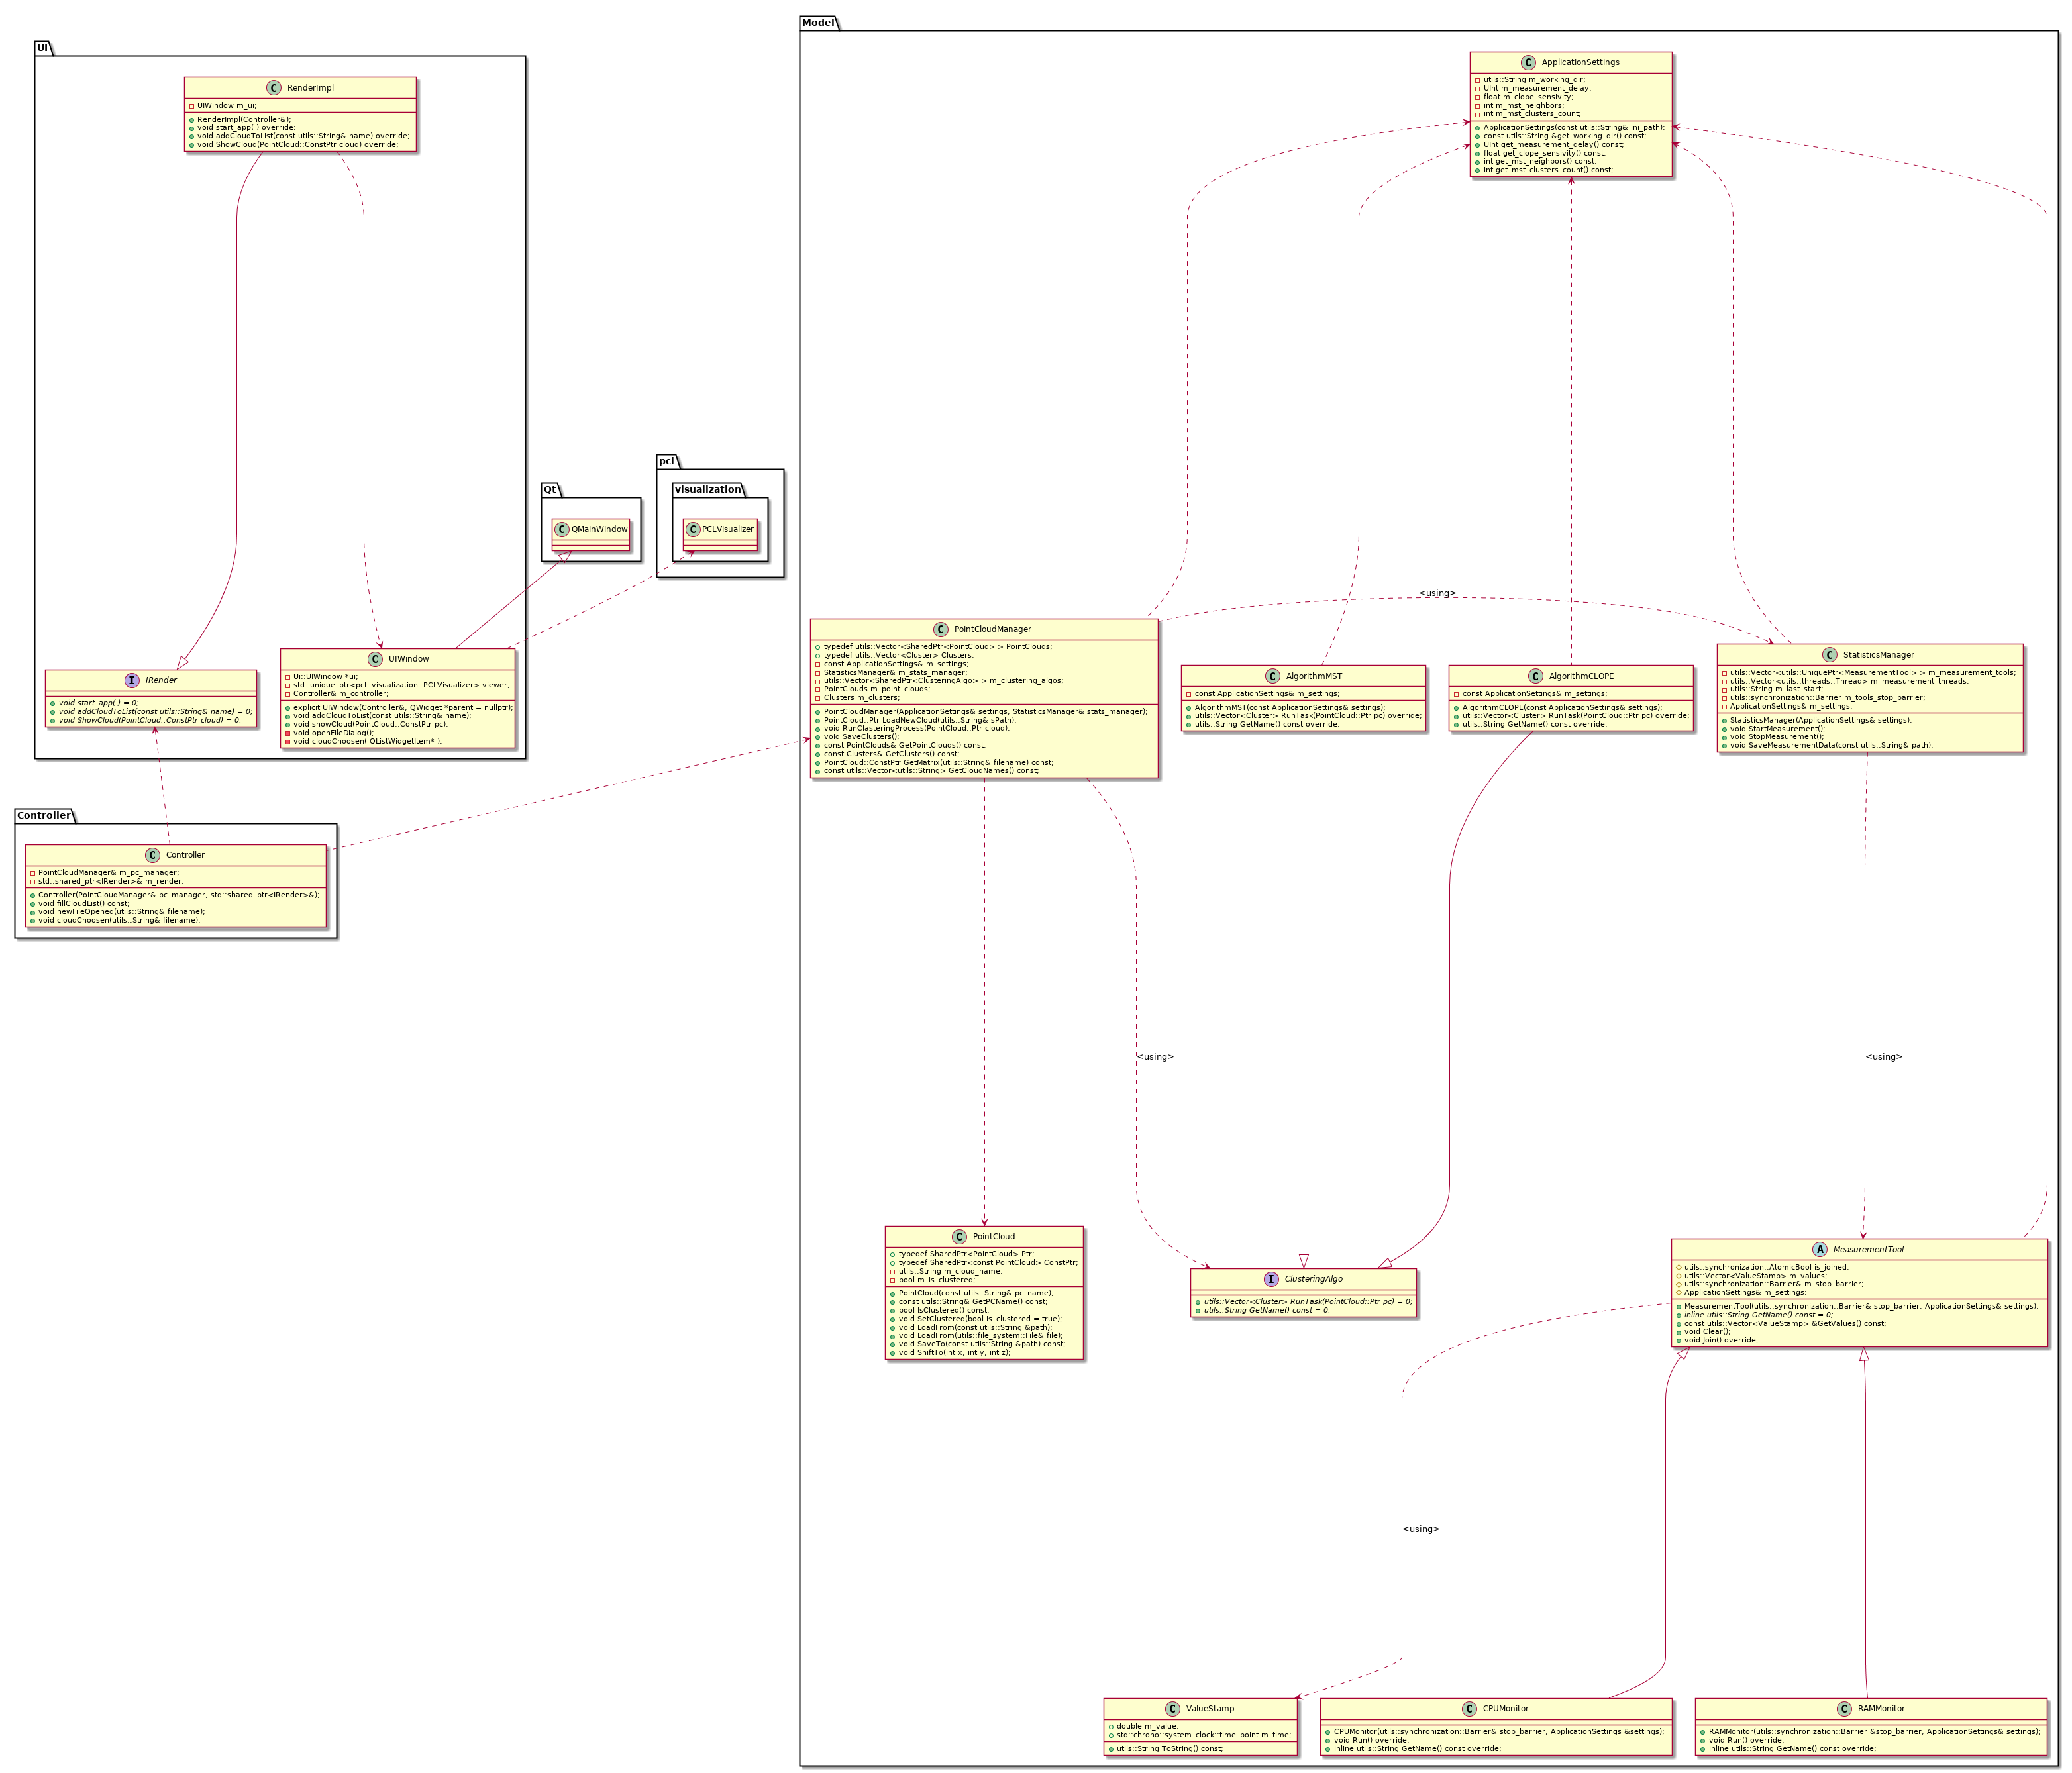 Model
UI
ApplicationSettings
utils::String m_working_dir;
UInt m_measurement_delay;
float m_clope_sensivity;
int m_mst_neighbors;
int m_mst_clusters_count;
ApplicationSettings(const utils::String& ini_path);
const utils::String &get_working_dir() const;
UInt get_measurement_delay() const;
float get_clope_sensivity() const;
int get_mst_neighbors() const;
int get_mst_clusters_count() const;
RenderImpl
UIWindow m_ui;
RenderImpl(Controller&);
void start_app( ) override;
void addCloudToList(const utils::String& name) override;
void ShowCloud(PointCloud::ConstPtr cloud) override;
pcl
visualization
PCLVisualizer
Qt
QMainWindow
<using>
PointCloudManager
typedef utils::Vector<SharedPtr<PointCloud> > PointClouds;
typedef utils::Vector<Cluster> Clusters;
const ApplicationSettings& m_settings;
StatisticsManager& m_stats_manager;
utils::Vector<SharedPtr<ClusteringAlgo> > m_clustering_algos;
PointClouds m_point_clouds;
Clusters m_clusters;
PointCloudManager(ApplicationSettings& settings, StatisticsManager& stats_manager);
PointCloud::Ptr LoadNewCloud(utils::String& sPath);
void RunClasteringProcess(PointCloud::Ptr cloud);
void SaveClusters();
const PointClouds& GetPointClouds() const;
const Clusters& GetClusters() const;
PointCloud::ConstPtr GetMatrix(utils::String& filename) const;
const utils::Vector<utils::String> GetCloudNames() const;
AlgorithmMST
const ApplicationSettings& m_settings;
AlgorithmMST(const ApplicationSettings& settings);
utils::Vector<Cluster> RunTask(PointCloud::Ptr pc) override;
utils::String GetName() const override;
AlgorithmCLOPE
const ApplicationSettings& m_settings;
AlgorithmCLOPE(const ApplicationSettings& settings);
utils::Vector<Cluster> RunTask(PointCloud::Ptr pc) override;
utils::String GetName() const override;
StatisticsManager
utils::Vector<utils::UniquePtr<MeasurementTool> > m_measurement_tools;
utils::Vector<utils::threads::Thread> m_measurement_threads;
utils::String m_last_start;
utils::synchronization::Barrier m_tools_stop_barrier;
ApplicationSettings& m_settings;
StatisticsManager(ApplicationSettings& settings);
void StartMeasurement();
void StopMeasurement();
void SaveMeasurementData(const utils::String& path);
IRender
void start_app( ) = 0;
void addCloudToList(const utils::String& name) = 0;
void ShowCloud(PointCloud::ConstPtr cloud) = 0;
UIWindow
Ui::UIWindow *ui;
std::unique_ptr<pcl::visualization::PCLVisualizer> viewer;
Controller& m_controller;
explicit UIWindow(Controller&, QWidget *parent = nullptr);
void addCloudToList(const utils::String& name);
void showCloud(PointCloud::ConstPtr pc);
void openFileDialog();
void cloudChoosen( QListWidgetItem* );
Controller
Controller
PointCloudManager& m_pc_manager;
std::shared_ptr<IRender>& m_render;
Controller(PointCloudManager& pc_manager, std::shared_ptr<IRender>&);
void fillCloudList() const;
void newFileOpened(utils::String& filename);
void cloudChoosen(utils::String& filename);
<using>
<using>
PointCloud
typedef SharedPtr<PointCloud> Ptr;
typedef SharedPtr<const PointCloud> ConstPtr;
utils::String m_cloud_name;
bool m_is_clustered;
PointCloud(const utils::String& pc_name);
const utils::String& GetPCName() const;
bool IsClustered() const;
void SetClustered(bool is_clustered = true);
void LoadFrom(const utils::String &path);
void LoadFrom(utils::file_system::File& file);
void SaveTo(const utils::String &path) const;
void ShiftTo(int x, int y, int z);
ClusteringAlgo
utils::Vector<Cluster> RunTask(PointCloud::Ptr pc) = 0;
utils::String GetName() const = 0;
MeasurementTool
utils::synchronization::AtomicBool is_joined;
utils::Vector<ValueStamp> m_values;
utils::synchronization::Barrier& m_stop_barrier;
ApplicationSettings& m_settings;
MeasurementTool(utils::synchronization::Barrier& stop_barrier, ApplicationSettings& settings);
inline utils::String GetName() const = 0;
const utils::Vector<ValueStamp> &GetValues() const;
void Clear();
void Join() override;
<using>
ValueStamp
double m_value;
std::chrono::system_clock::time_point m_time;
utils::String ToString() const;
CPUMonitor
CPUMonitor(utils::synchronization::Barrier& stop_barrier, ApplicationSettings &settings);
void Run() override;
inline utils::String GetName() const override;
RAMMonitor
RAMMonitor(utils::synchronization::Barrier &stop_barrier, ApplicationSettings& settings);
void Run() override;
inline utils::String GetName() const override;